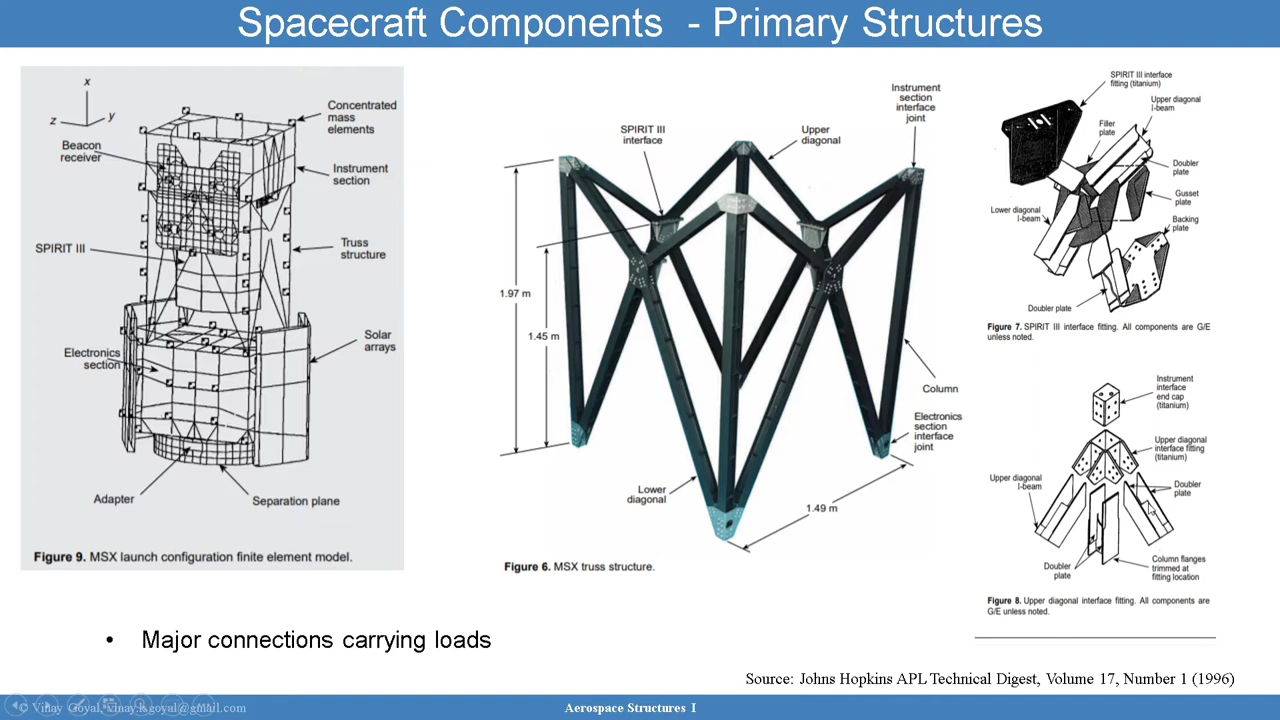 Spacecraft Components - Primary Structures
x
z
y
Concentrated
mass
elements
Beacon
receiver
Instrument
section
SPIRIT III
Truss
structure
Solar
arrays
Electronics
section
Adapter
Separation plane
Figure 9. MSX launch configuration finite element model.
Instrument
section
interface
joint
SPIRIT III
interface
Upper
diagonal
1.97 m
1.45 m
Column
Electronics
section
interface
joint
Lower
diagonal
1.49 m
Figure 6. MSX truss structure.
SPIRIT III interface
fitting (titanium)
Upper diagonal
I-beam
Filler
plate
Doubler
plate
Gusset
plate
Lower diagonal
I-beam
Backing
plate
Doubler plate
Figure 7. SPIRIT III interface fitting. All components are G/E
unless noted.
Instrument
interface
end cap
(titanium)
Upper diagonal
interface fitting
(titanium)
Upper diagonal
I-beam
Doubler
plate
Doubler
plate
Column flanges
trimmed at
fitting location
Figure 8. Upper diagonal interface fitting. All components are
G/E unless noted.
• Major connections carrying loads
Source: Johns Hopkins APL Technical Digest, Volume 17, Number 1 (1996)
© Vinay Goyal, vinay.k.goyal@gmail.com
Aerospace Structures I